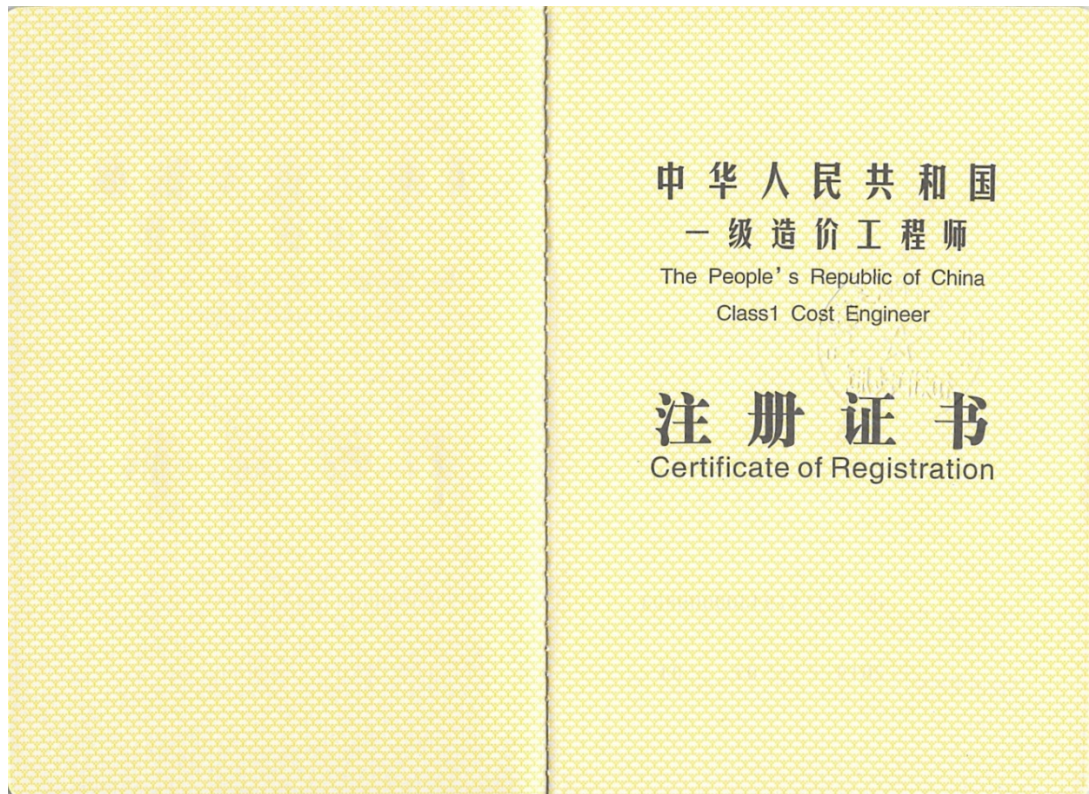 中华人民共和国
一级造价工程师
The People's Republic of China
Class1 Cost Engineer
注册证书
Certificate of Registration